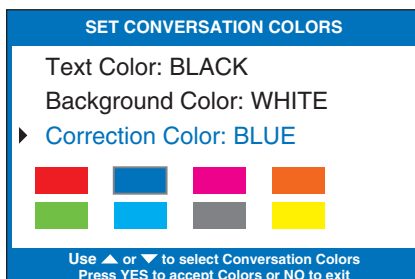 SET CONVERSATION COLORS
Text Color: BLACK
Background Color: WHITE
Correction Color: BLUE
Use ▲ or ▼ to select Conversation Colors
Press YES to accept Colors or NO to exit